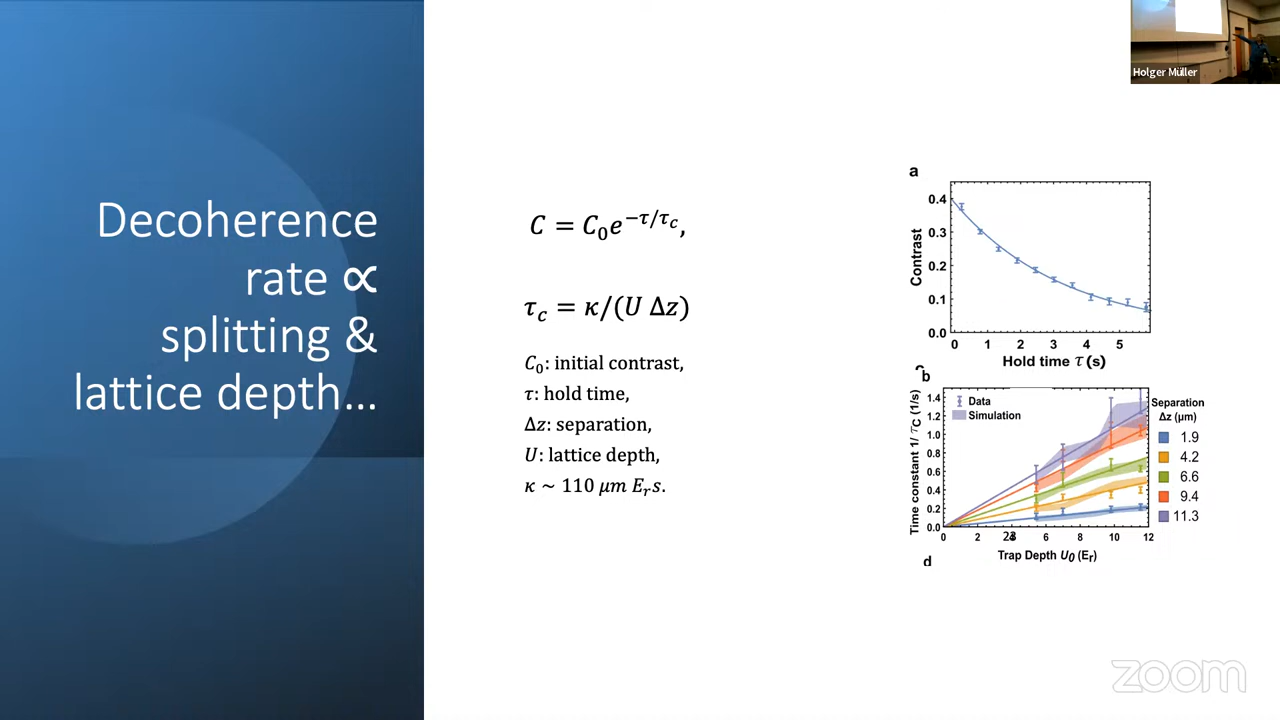 Holger Müller
Decoherence
rate ∝
splitting &
lattice depth...
C = C₀e^{−τ/τ_c},
τ_c = κ/(U Δz)
C₀: initial contrast,
τ: hold time,
Δz: separation,
U: lattice depth,
κ ~ 110 μm E_r s.
a
Contrast
0.4
0.3
0.2
0.1
0.0
0 1 2 3 4 5
Hold time τ (s)
b
Time constant 1/τ_C (1/s)
1.4
1.2
1.0
0.8
0.6
0.4
0.2
0.0
Data
Simulation
0 2 6 8 10 12
Trap Depth U₀ (E_r)
Separation
Δz (μm)
1.9
4.2
6.6
9.4
11.3
d
zoom